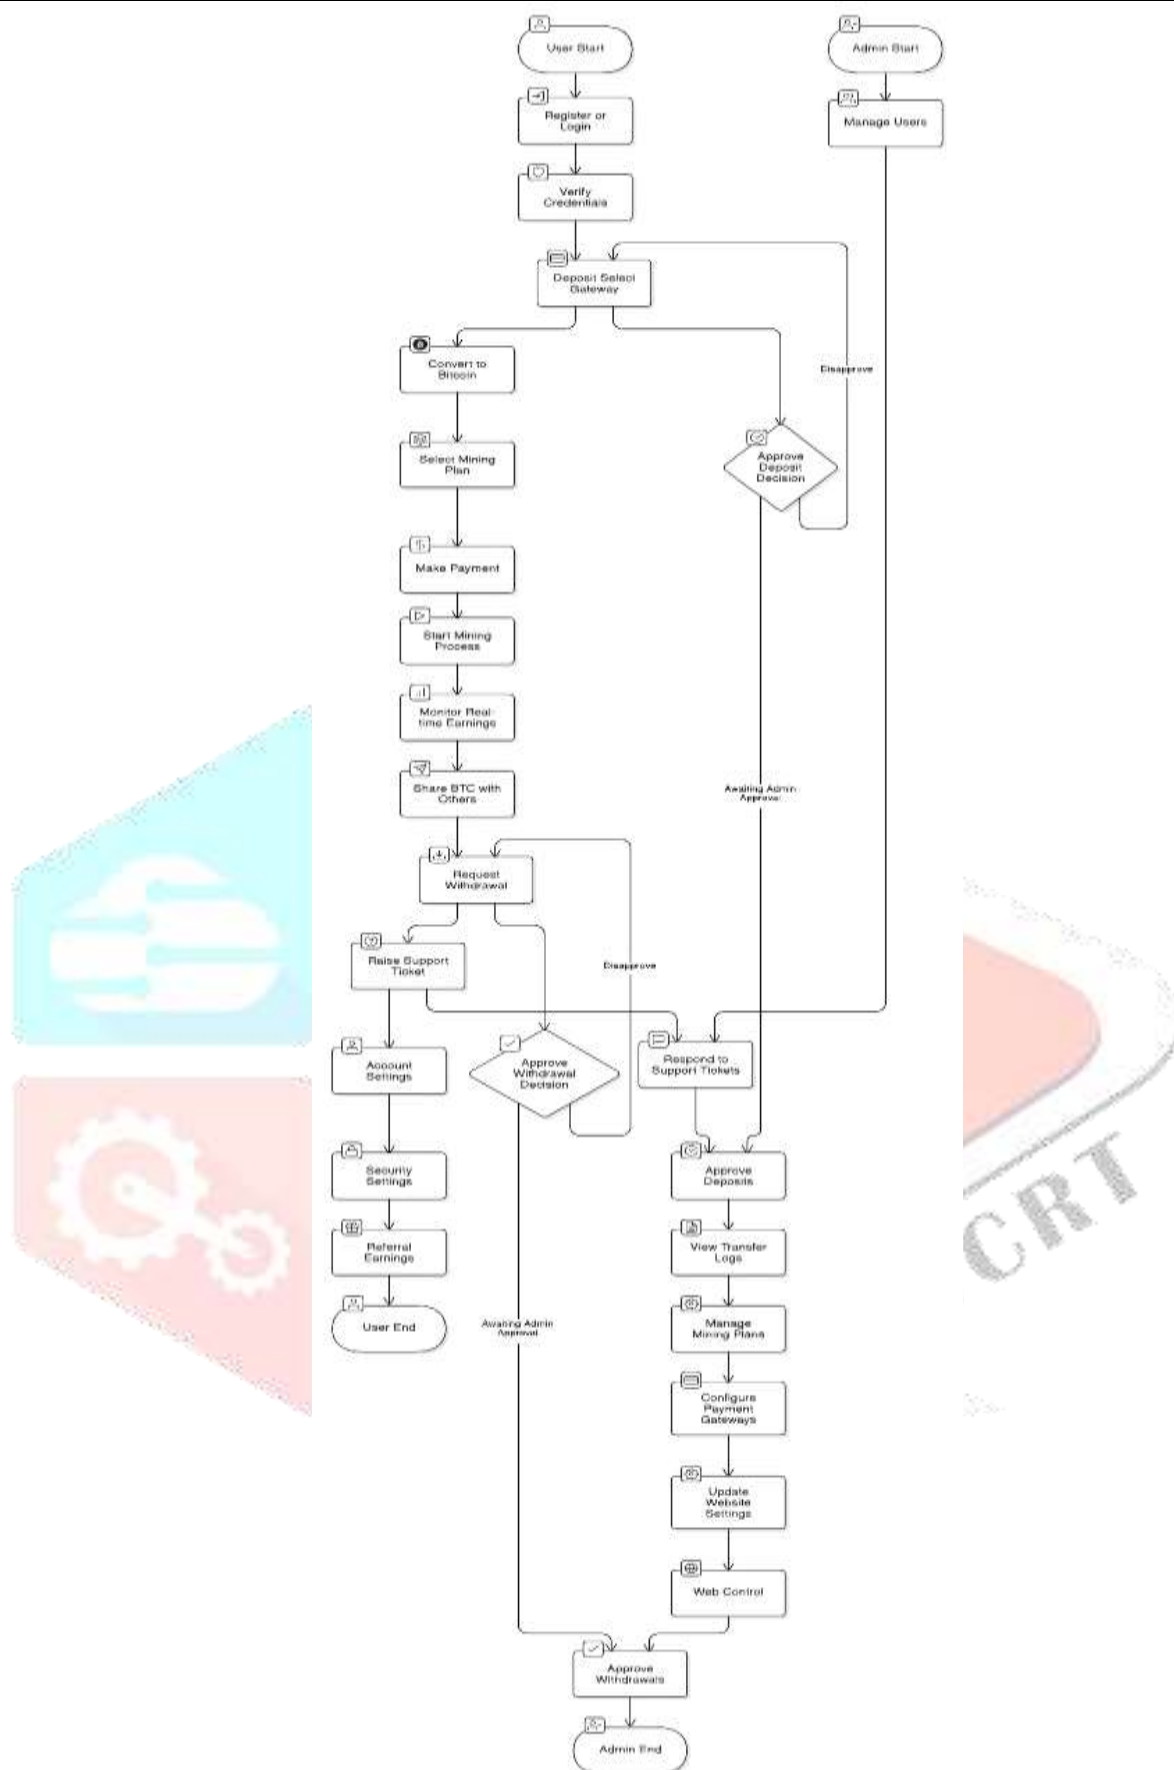 User Start
Admin Start
Register or
Login
Manage Users
Verify
Credentials
Deposit Select
Gateway
Convert to
Bitcoin
Disapprove
Select Mining
Plan
Approve
Deposit
Decision
Make Payment
Start Mining
Process
Monitor Real-
time Earnings
Share BTC with
Others
Awaiting Admin
Approval
Request
Withdrawal
Raise Support
Ticket
Disapprove
Account
Settings
Approve
Withdrawal
Decision
Respond to
Support Tickets
Security
Settings
Approve
Deposits
Referral
Earnings
View Transfer
Logs
User End
Awaiting Admin
Approval
Manage
Mining Plans
Configure
Payment
Gateways
Update
Website
Settings
Web Control
Approve
Withdrawals
Admin End
CRT